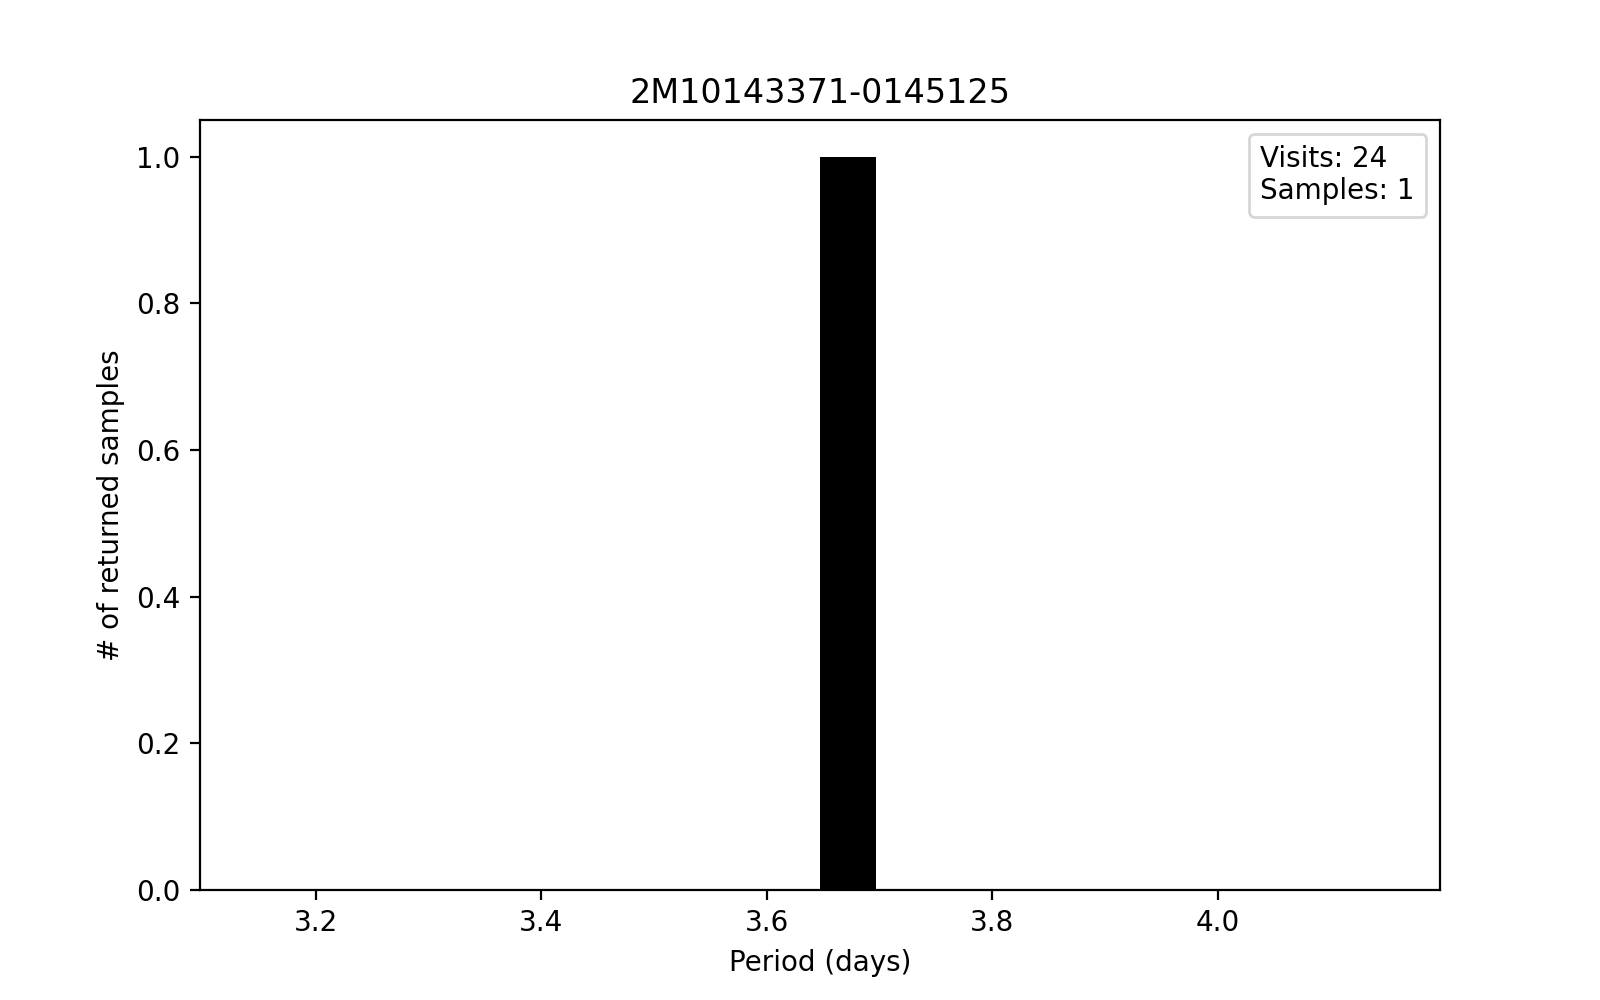 2M10143371-0145125
Visits: 24
Samples: 1
# of returned samples
1.0
0.8
0.6
0.4
0.2
0.0
3.2
3.4
3.6
3.8
4.0
Period (days)